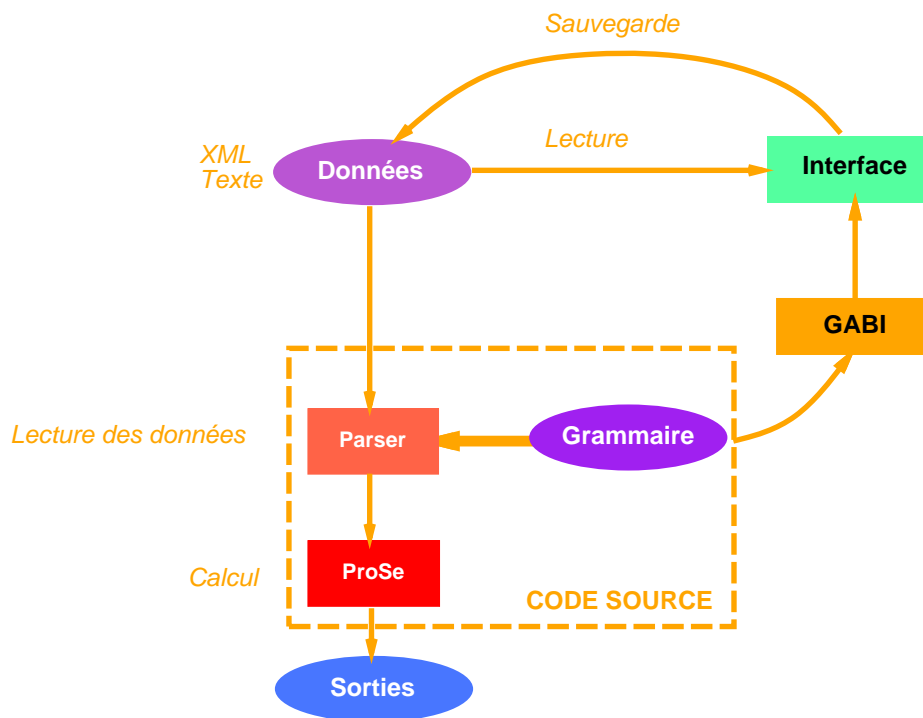 Sauvegarde
Lecture
XML
Texte
Données
Interface
GABI
Lecture des données
Parser
Grammaire
Calcul
ProSe
CODE SOURCE
Sorties